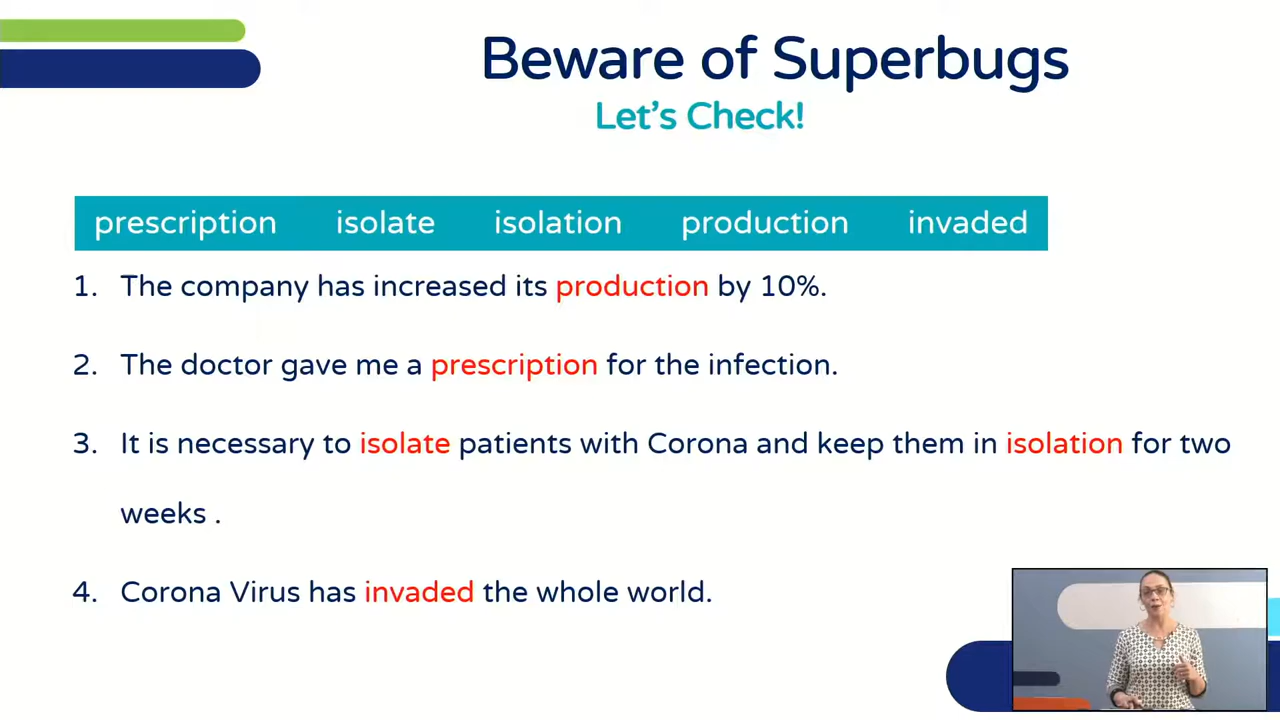 Beware of Superbugs
Let's Check!
prescription isolate isolation production invaded
1. The company has increased its production by 10%.
2. The doctor gave me a prescription for the infection.
3. It is necessary to isolate patients with Corona and keep them in isolation for two
weeks .
4. Corona Virus has invaded the whole world.